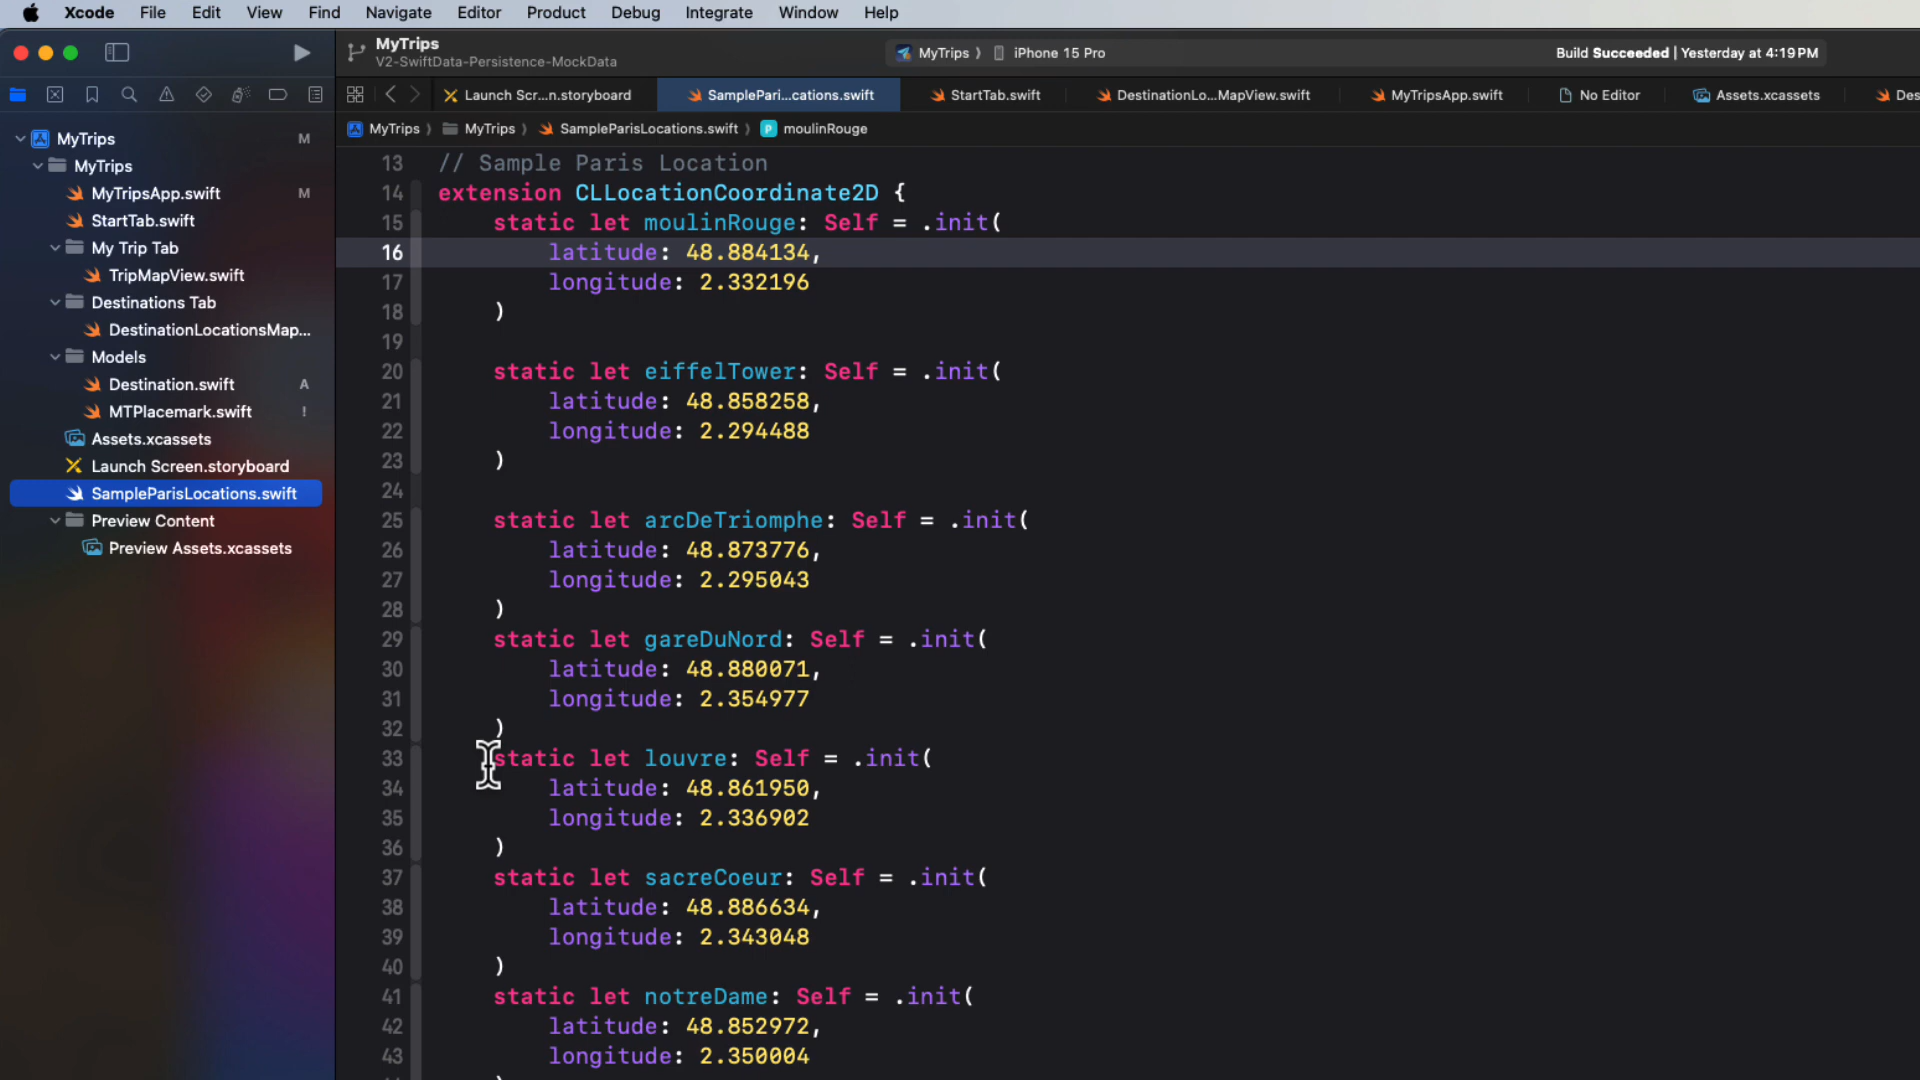 Xcode File Edit View Find Navigate Editor Product Debug Integrate Window Help
MyTrips
V2-SwiftData-Persistence-MockData
MyTrips ⟩ iPhone 15 Pro
Build Succeeded | Yesterday at 4:19 PM
Launch Scr...n.storyboard
SamplePari...cations.swift
StartTab.swift
DestinationLo...MapView.swift
MyTripsApp.swift
No Editor
Assets.xcassets
Des
MyTrips ⟩ MyTrips ⟩ SampleParisLocations.swift ⟩ P moulinRouge
MyTrips M
MyTrips
MyTripsApp.swift M
StartTab.swift
My Trip Tab
TripMapView.swift
Destinations Tab
DestinationLocationsMap...
Models
Destination.swift A
MTPlacemark.swift !
Assets.xcassets
Launch Screen.storyboard
SampleParisLocations.swift
Preview Content
Preview Assets.xcassets
13 // Sample Paris Location
14 extension CLLocationCoordinate2D {
15 static let moulinRouge: Self = .init(
16 latitude: 48.884134,
17 longitude: 2.332196
18 )
19
20 static let eiffelTower: Self = .init(
21 latitude: 48.858258,
22 longitude: 2.294488
23 )
24
25 static let arcDeTriomphe: Self = .init(
26 latitude: 48.873776,
27 longitude: 2.295043
28 )
29 static let gareDuNord: Self = .init(
30 latitude: 48.880071,
31 longitude: 2.354977
32 )
33 static let louvre: Self = .init(
34 latitude: 48.861950,
35 longitude: 2.336902
36 )
37 static let sacreCoeur: Self = .init(
38 latitude: 48.886634,
39 longitude: 2.343048
40 )
41 static let notreDame: Self = .init(
42 latitude: 48.852972,
43 longitude: 2.350004